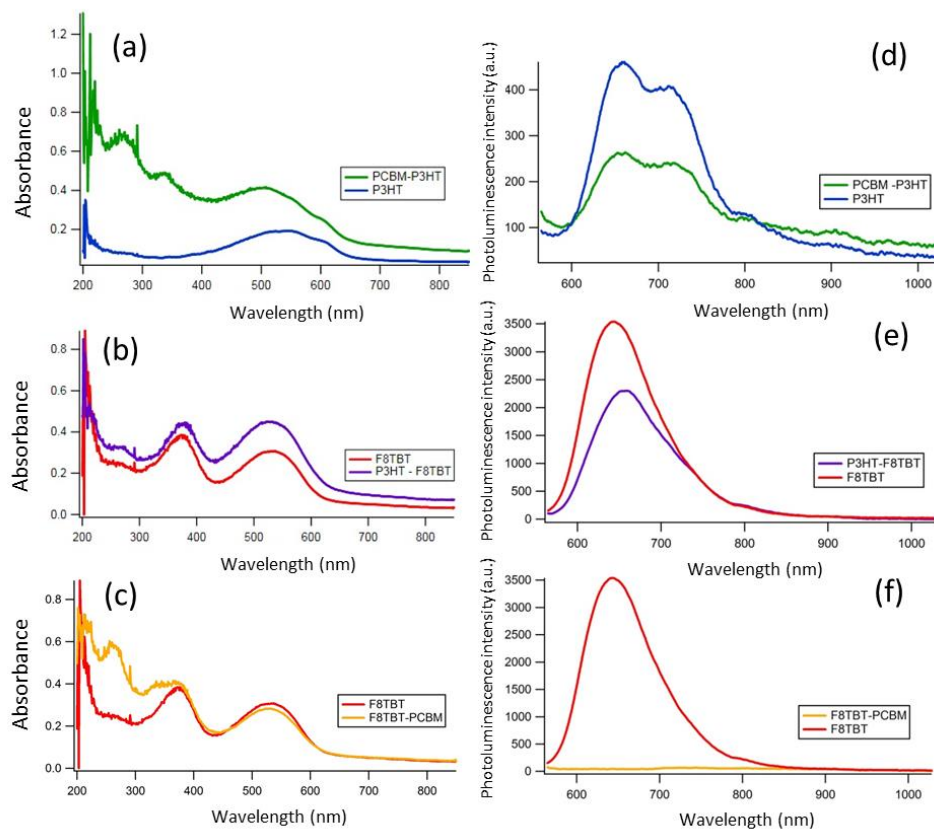 (a)
Absorbance
1.2
1.0
0.8
0.6
0.4
0.2
PCBM-P3HT
P3HT
200 300 400 500 600 700 800
Wavelength (nm)
(d)
Photoluminescence intensity (a.u.)
400
300
200
100
PCBM -P3HT
P3HT
600 700 800 900 1000
Wavelength (nm)
(b)
Absorbance
0.8
0.6
0.4
0.2
0.0
F8TBT
P3HT - F8TBT
200 300 400 500 600 700 800
Wavelength (nm)
(e)
Photoluminescence intensity (a.u.)
3500
3000
2500
2000
1500
1000
500
0
P3HT-F8TBT
F8TBT
600 700 800 900 1000
Wavelength (nm)
(c)
Absorbance
0.8
0.6
0.4
0.2
0.0
F8TBT
F8TBT-PCBM
200 300 400 500 600 700 800
Wavelength (nm)
(f)
Photoluminescence intensity (a.u.)
3500
3000
2500
2000
1500
1000
500
0
F8TBT-PCBM
F8TBT
600 700 800 900 1000
Wavelength (nm)